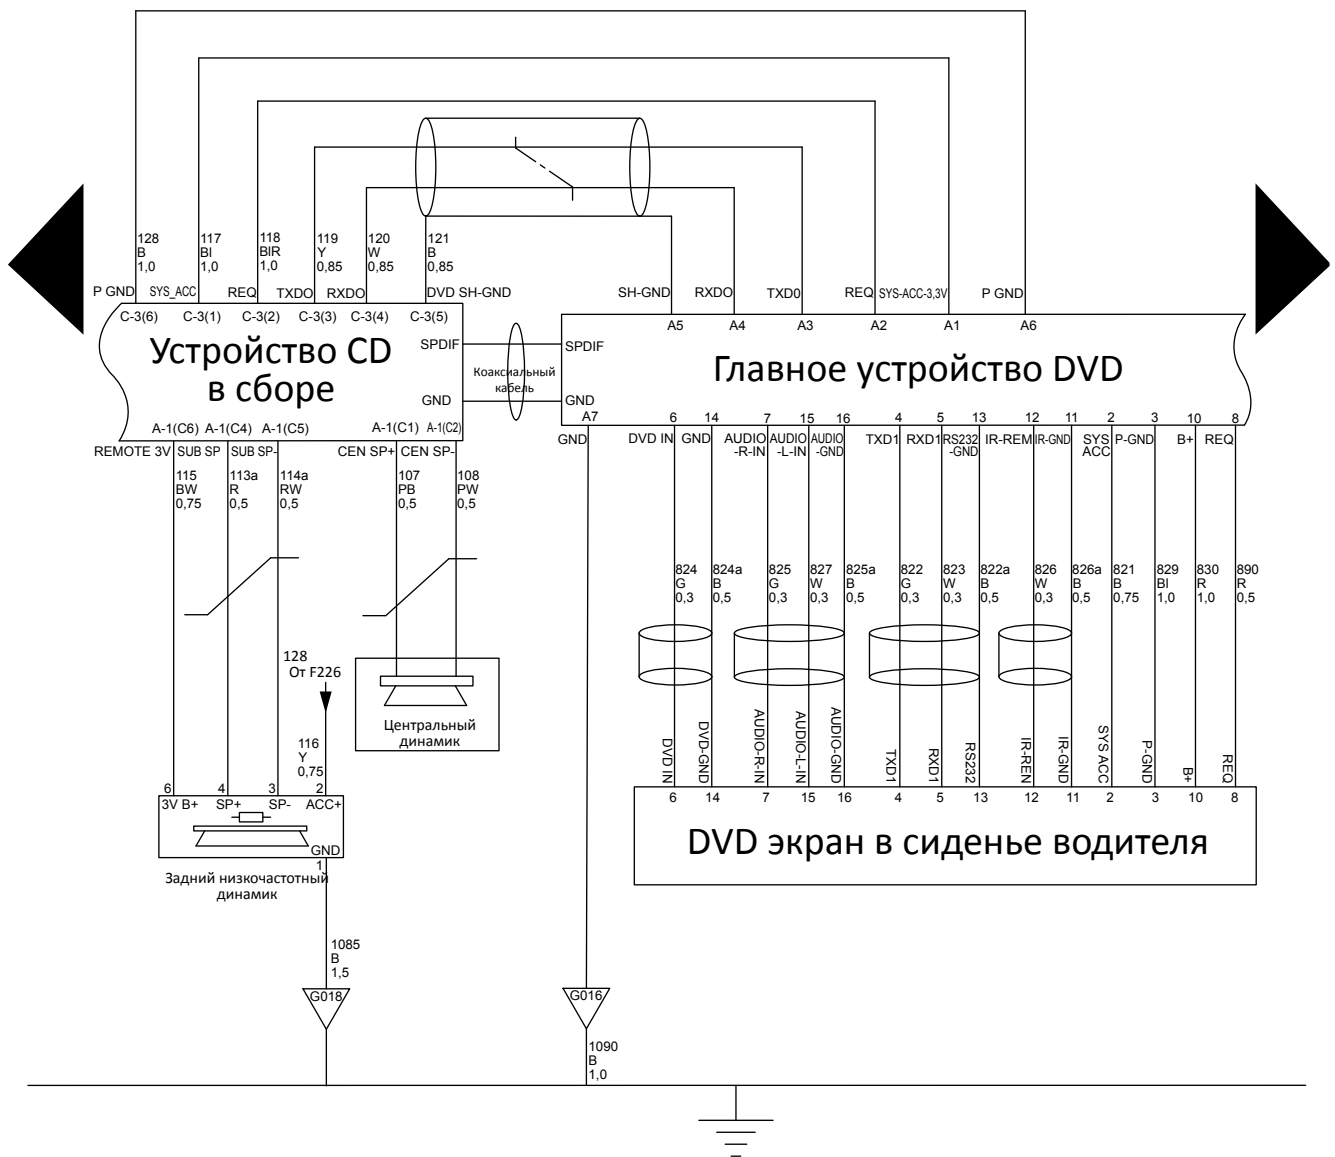 128
B
1,0
117
BI
1,0
118
BIR
1,0
119
Y
0,85
120
W
0,85
121
B
0,85
P GND
SYS_ACC
REQ
TXDO
RXDO
DVD SH-GND
SH-GND
RXDO
TXD0
REQ
SYS-ACC-3,3V
P GND
C-3(6)
C-3(1)
C-3(2)
C-3(3)
C-3(4)
C-3(5)
A5
A4
A3
A2
A1
A6
Устройство CD
в сборе
SPDIF
GND
Коаксиальный
кабель
SPDIF
GND
Главное устройство DVD
A-1(C6)
A-1(C4)
A-1(C5)
A-1(C1)
A-1(C2)
A7
6
14
7
15
16
4
5
13
12
11
2
3
10
8
REMOTE 3V
SUB SP
SUB SP-
CEN SP+
CEN SP-
GND
DVD IN
GND
AUDIO
-R-IN
AUDIO
-L-IN
AUDIO
-GND
TXD1
RXD1
RS232
-GND
IR-REM
IR-GND
SYS
ACC
P-GND
B+
REQ
115
BW
0,75
113a
R
0,5
114a
RW
0,5
107
PB
0,5
108
PW
0,5
824
G
0,3
824a
B
0,5
825
G
0,3
827
W
0,3
825a
B
0,5
822
G
0,3
823
W
0,3
822a
B
0,5
826
W
0,3
826a
B
0,5
821
B
0,75
829
BI
1,0
830
R
1,0
890
R
0,5
128
От F226
Центральный
динамик
116
Y
0,75
6
4
3
2
3V B+
SP+
SP-
ACC+
GND
1
Задний низкочастотный
динамик
DVD IN
DVD-GND
AUDIO-R-IN
AUDIO-L-IN
AUDIO-GND
TXD1
RXD1
RS232
IR-REN
IR-GND
SYS ACC
P-GND
B+
REQ
6
14
7
15
16
4
5
13
12
11
2
3
10
8
DVD экран в сиденье водителя
1085
B
1,5
G018
G016
1090
B
1,0